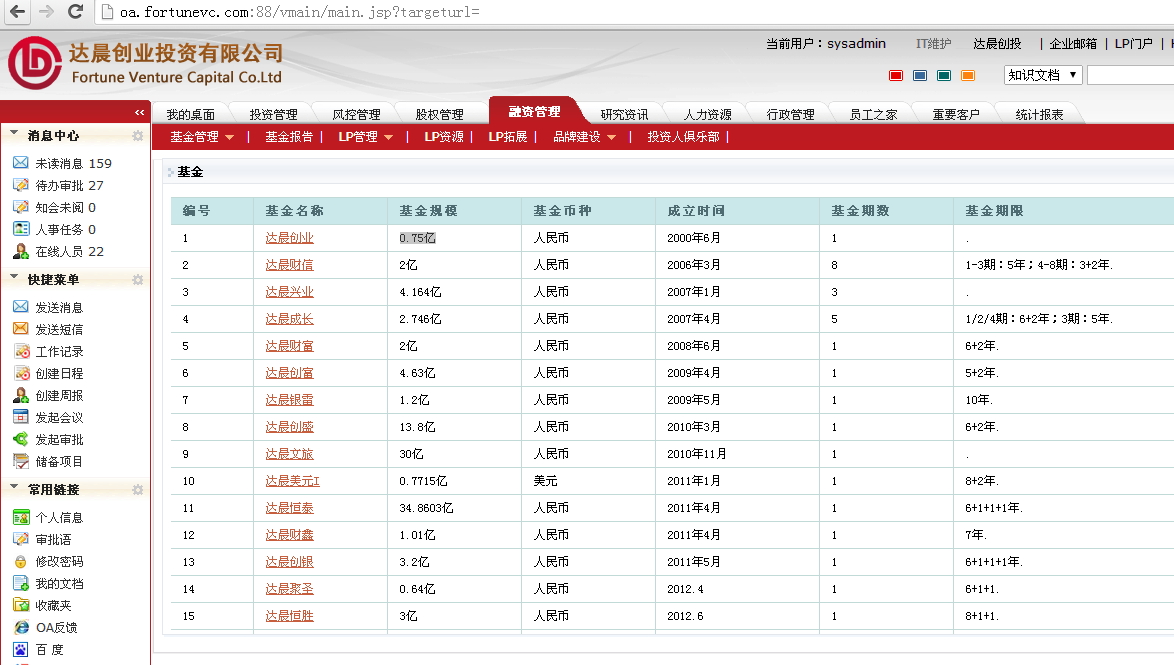 oa.fortunevc.com:88/vmain/main.jsp?targeturl=
达晨创业投资有限公司
Fortune Venture Capital Co.Ltd
当前用户：sysadmin IT维护 达晨创投 | 企业邮箱 | LP门户 |
知识文档
我的桌面 投资管理 风控管理 股权管理 融资管理 研究资讯 人力资源 行政管理 员工之家 重要客户 统计报表
基金管理 | 基金报告 | LP管理 | LP资源 | LP拓展 | 品牌建设 | 投资人俱乐部 |
«
消息中心
未读消息 159
待办审批 27
知会未阅 0
人事任务 0
在线人员 22
快捷菜单
发送消息
发送短信
工作记录
创建日程
创建周报
发起会议
发起审批
储备项目
常用链接
个人信息
审批语
修改密码
我的文档
收藏夹
OA反馈
百 度
基金
编号 基金名称 基金规模 基金币种 成立时间 基金期数 基金期限
1 达晨创业 0.75亿 人民币 2000年6月 1 .
2 达晨财信 2亿 人民币 2006年3月 8 1-3期：5年；4-8期：3+2年.
3 达晨兴业 4.164亿 人民币 2007年1月 3 .
4 达晨成长 2.746亿 人民币 2007年4月 5 1/2/4期：6+2年；3期：5年.
5 达晨财富 2亿 人民币 2008年6月 1 6+2年.
6 达晨创富 4.63亿 人民币 2009年4月 1 5+2年.
7 达晨银雷 1.2亿 人民币 2009年5月 1 10年.
8 达晨创盛 13.8亿 人民币 2010年3月 1 6+2年.
9 达晨文旅 30亿 人民币 2010年11月 1 .
10 达晨美元I 0.7715亿 美元 2011年1月 1 8+2年.
11 达晨恒泰 34.8603亿 人民币 2011年4月 1 6+1+1+1年.
12 达晨财鑫 1.01亿 人民币 2011年4月 1 7年.
13 达晨创银 3.2亿 人民币 2011年5月 1 6+1+1+1年.
14 达晨聚圣 0.64亿 人民币 2012.4 1 6+1+1.
15 达晨恒胜 3亿 人民币 2012.6 1 8+1+1.